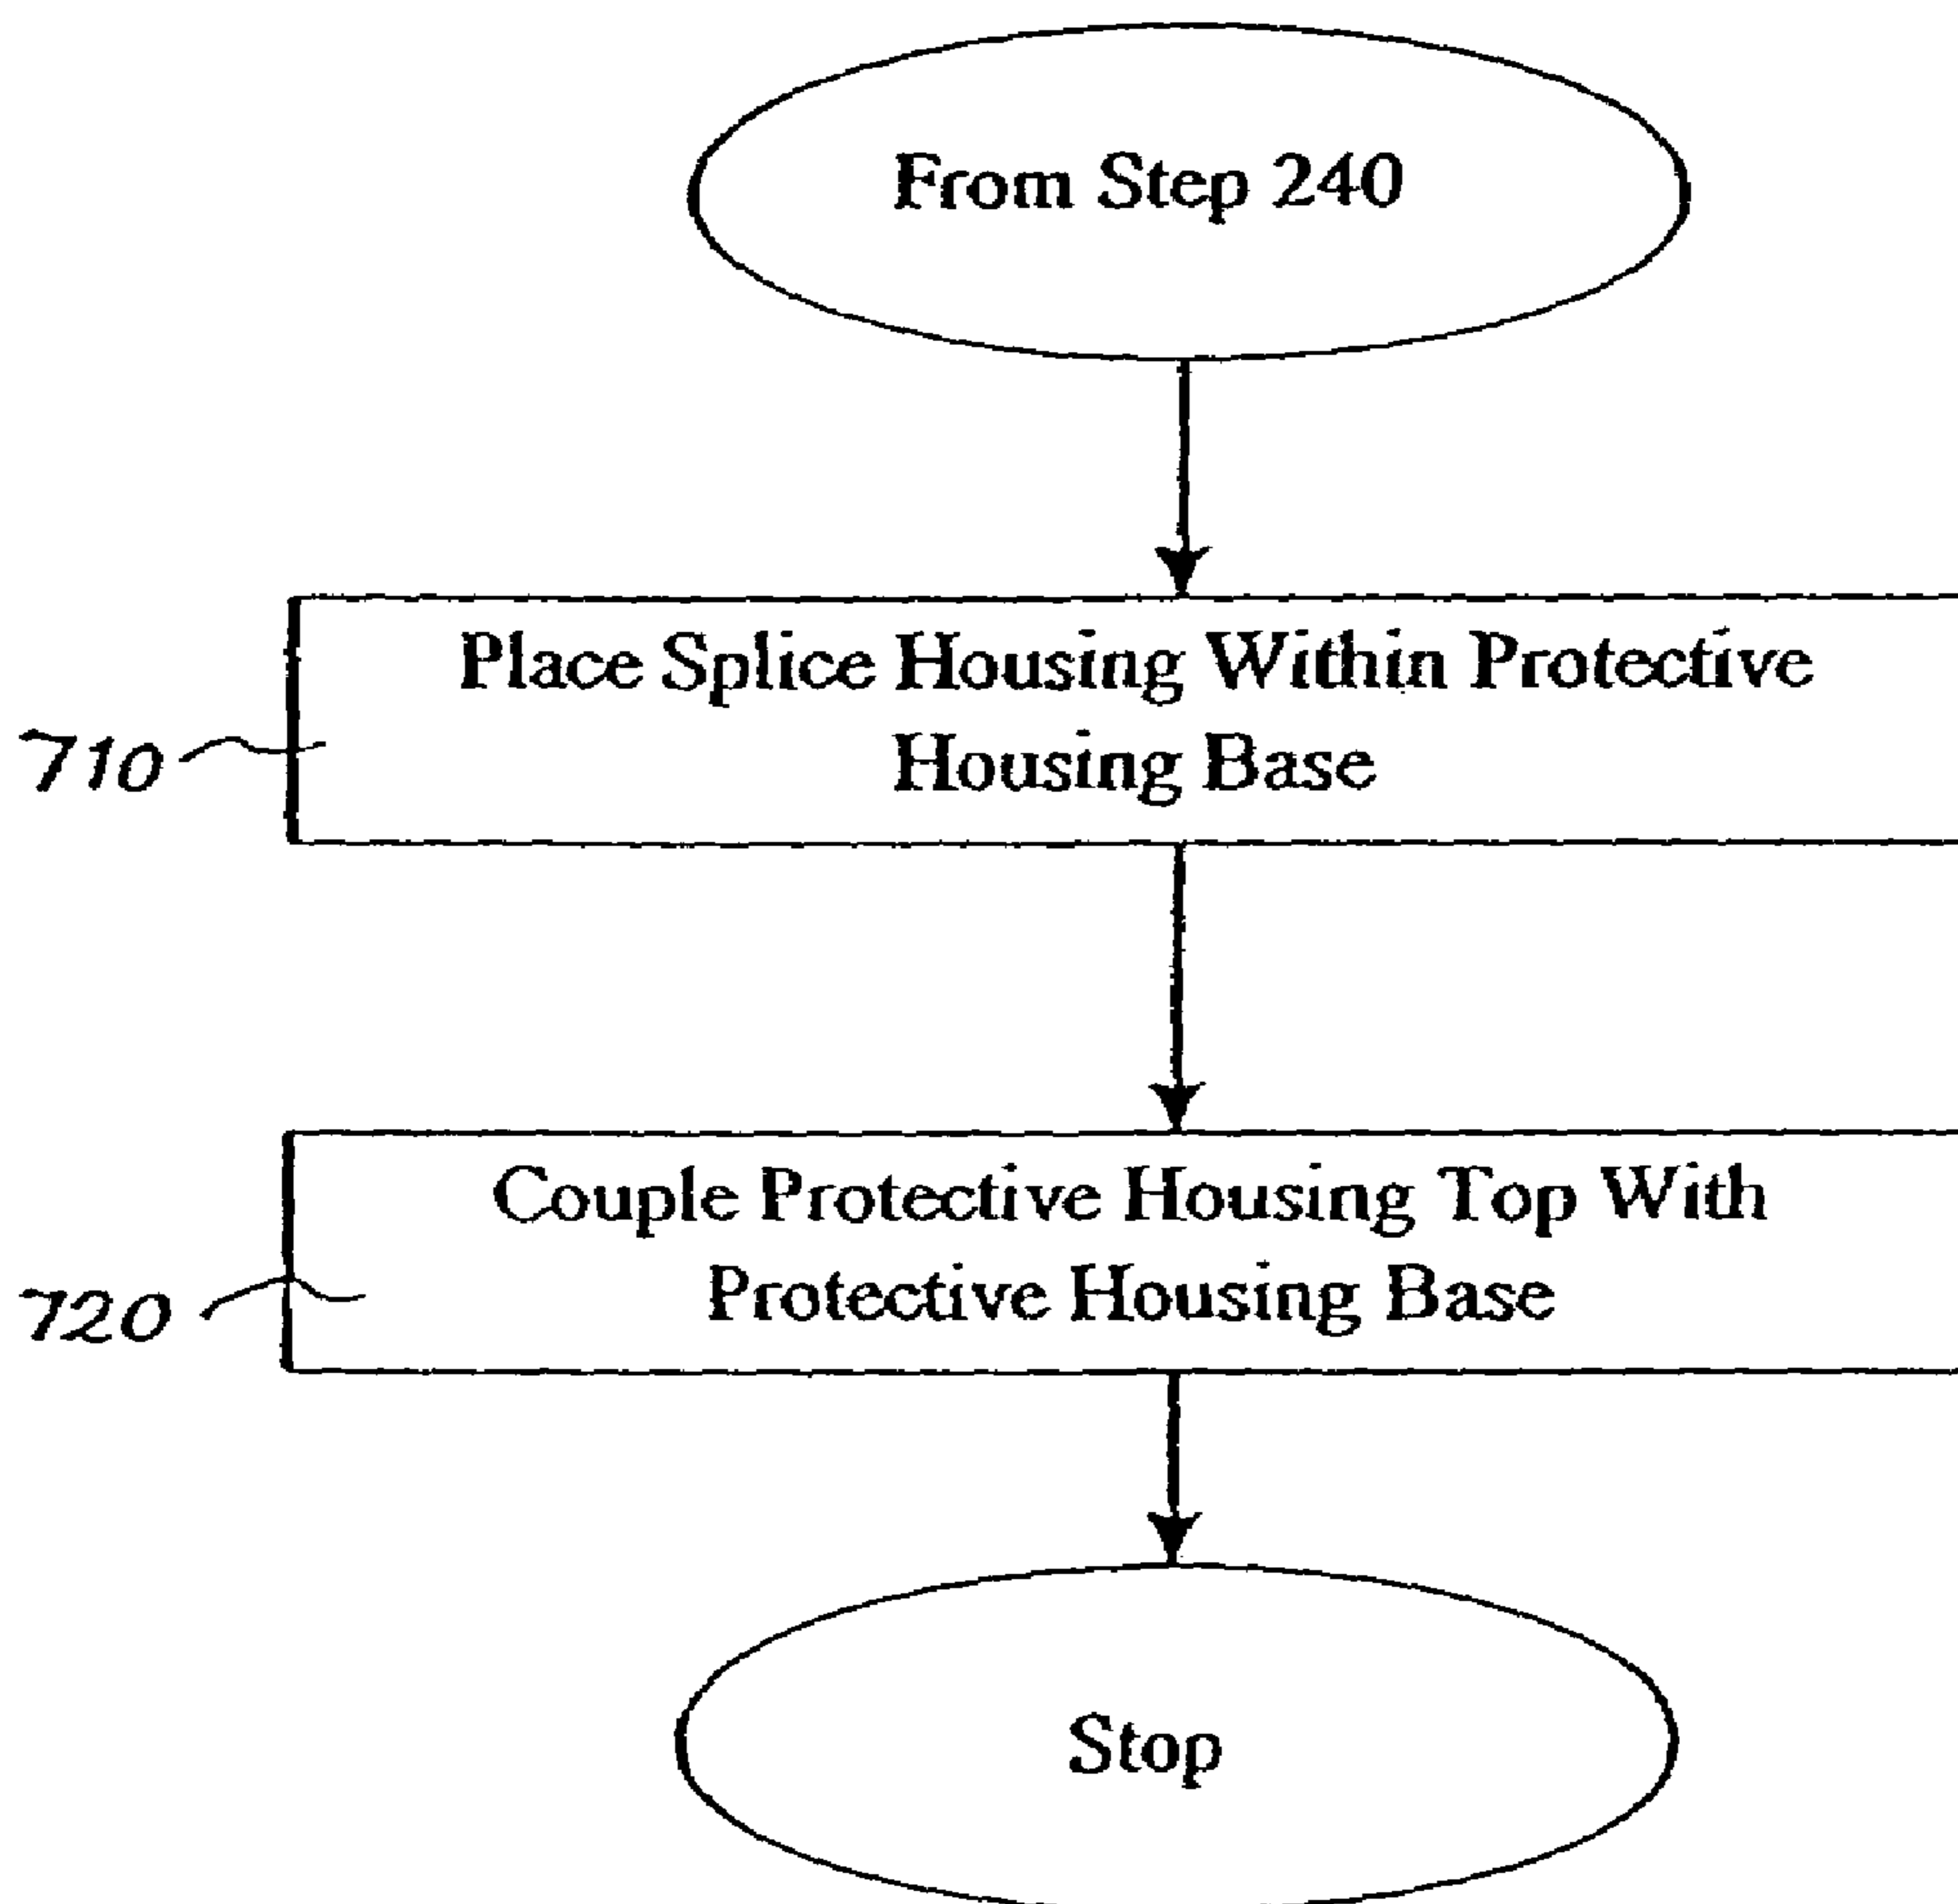 From Step 240
Place Splice Housing Within Protective
Housing Base
710
Couple Protective Housing Top With
Protective Housing Base
720
Stop